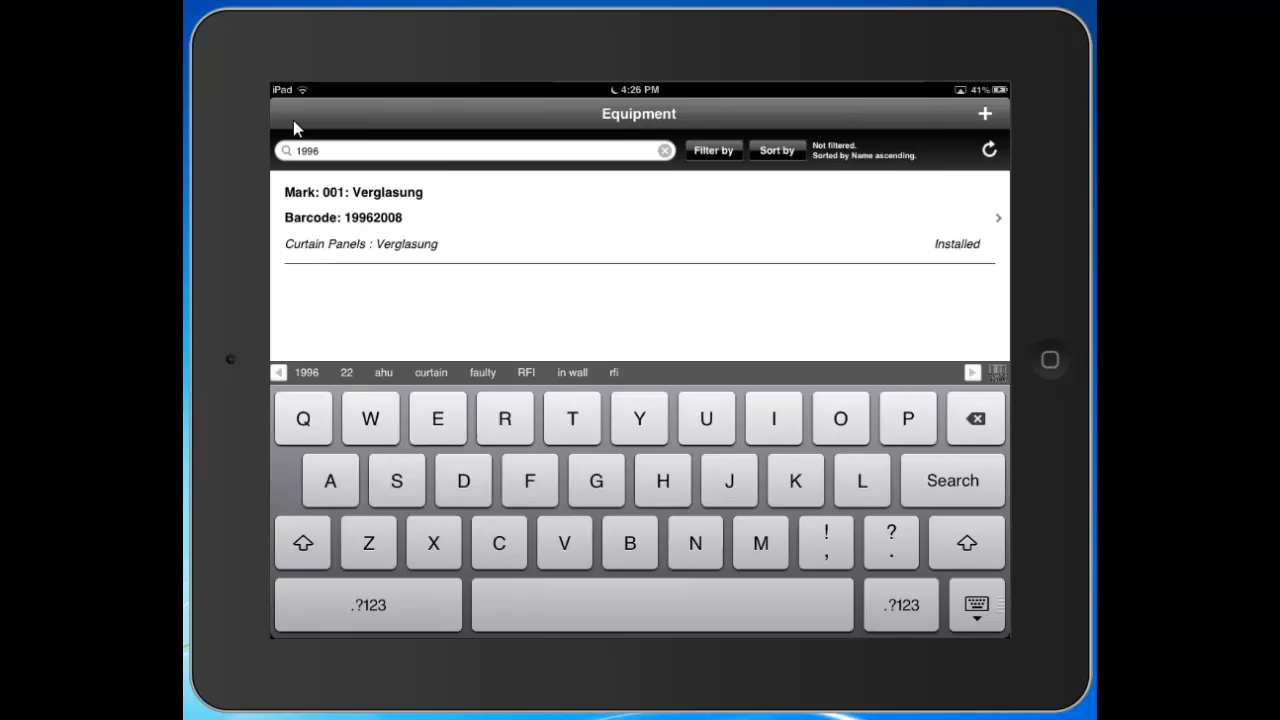 iPad 4:26 PM 41%
Equipment +
1996 Filter by Sort by Not filtered.
Sorted by Name ascending.
Mark: 001: Verglasung
Barcode: 19962008
Curtain Panels : Verglasung Installed
1996 22 ahu curtain faulty RFI in wall rfi
Q W E R T Y U I O P
A S D F G H J K L Search
Z X C V B N M ! , ? .
.?123 .?123